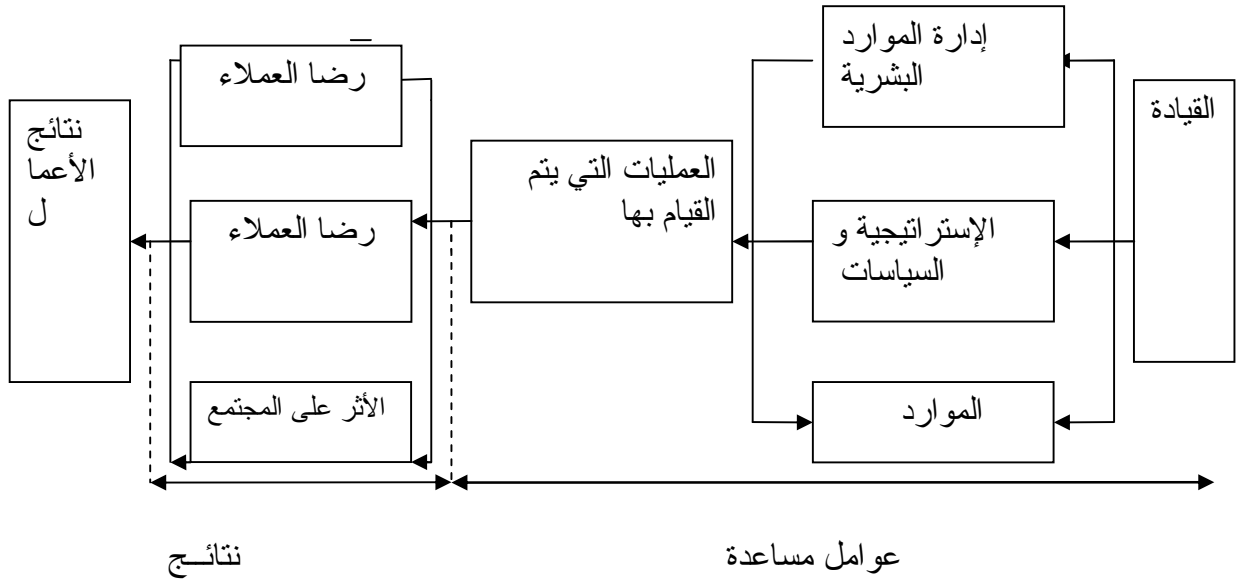 القيادة
إدارة الموارد
البشرية
الإستراتيجية و
السياسات
الموارد
العمليات التي يتم
القيام بها
رضا العملاء
رضا العملاء
الأثر على المجتمع
نتائج
الأعما
ل
عوامل مساعدة
نتائــج